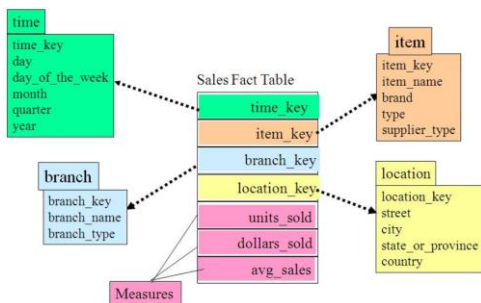 time
time_key
day
day_of_the_week
month
quarter
year
item
item_key
item_name
brand
type
supplier_type
Sales Fact Table
time_key
item_key
branch_key
location_key
units_sold
dollars_sold
avg_sales
branch
branch_key
branch_name
branch_type
location
location_key
street
city
state_or_province
country
Measures